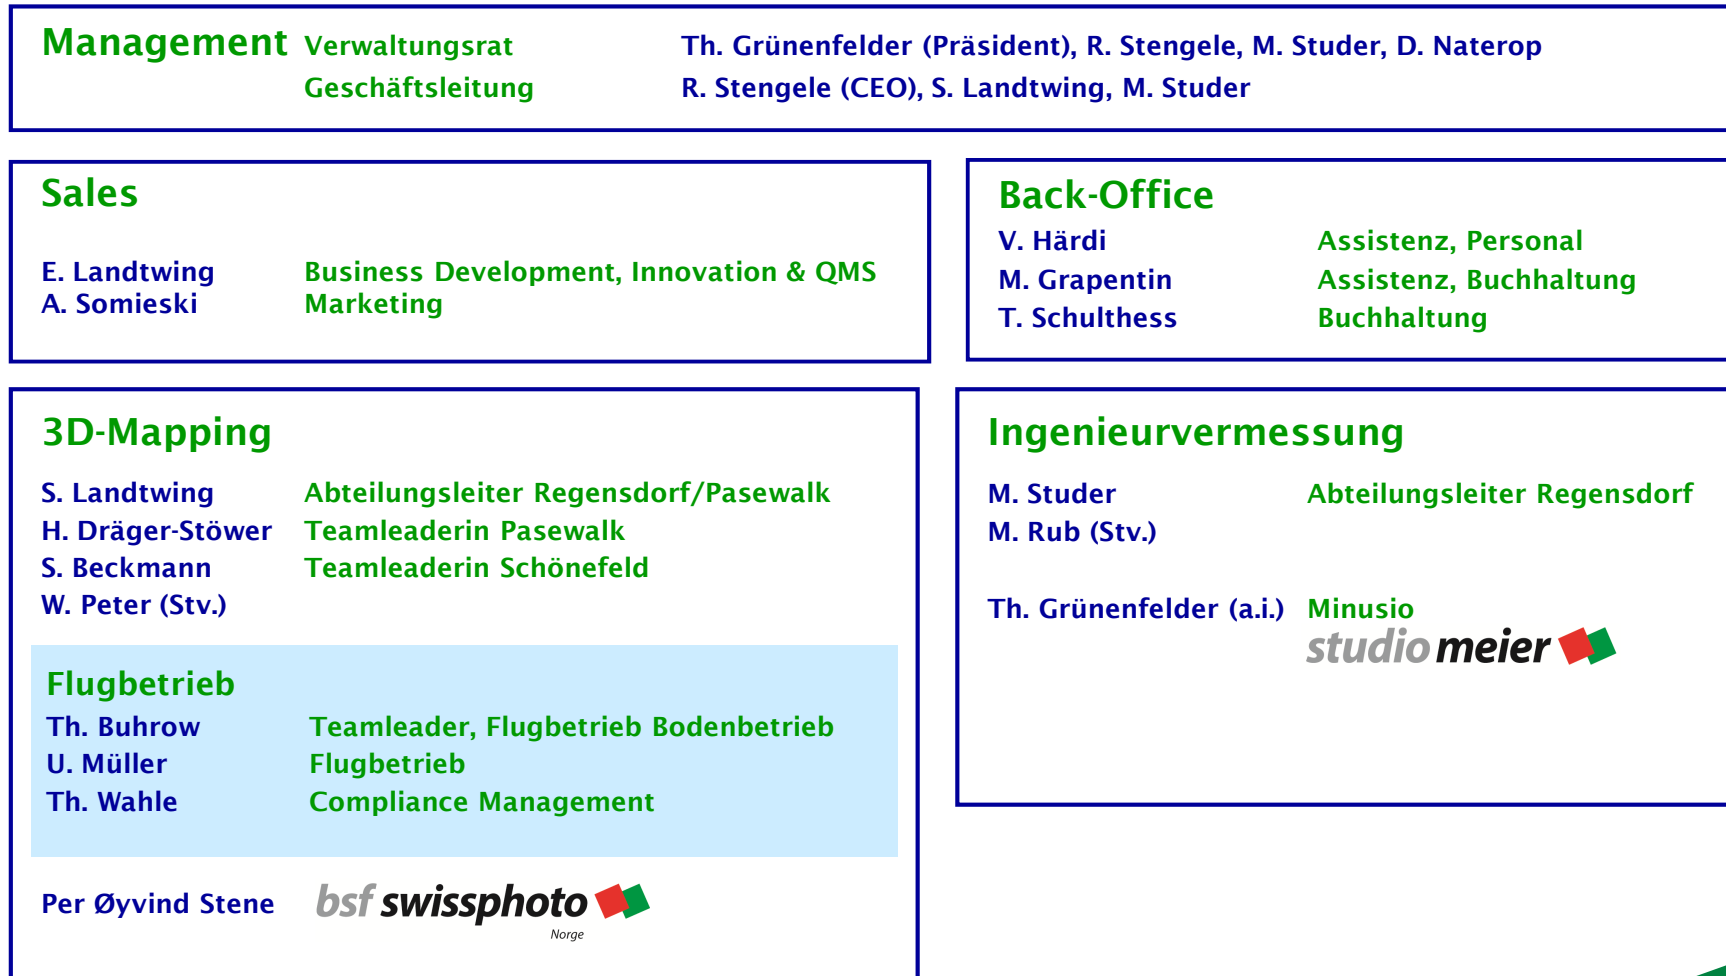 Management Verwaltungsrat Th. Grünenfelder (Präsident), R. Stengele, M. Studer, D. Naterop
Geschäftsleitung R. Stengele (CEO), S. Landtwing, M. Studer
Sales
E. Landtwing Business Development, Innovation & QMS
A. Somieski Marketing
Back-Office
V. Härdi Assistenz, Personal
M. Grapentin Assistenz, Buchhaltung
T. Schulthess Buchhaltung
3D-Mapping
S. Landtwing Abteilungsleiter Regensdorf/Pasewalk
H. Dräger-Stöwer Teamleaderin Pasewalk
S. Beckmann Teamleaderin Schönefeld
W. Peter (Stv.)
Flugbetrieb
Th. Buhrow Teamleader, Flugbetrieb Bodenbetrieb
U. Müller Flugbetrieb
Th. Wahle Compliance Management
Per Øyvind Stene bsf swissphoto
Norge
Ingenieurvermessung
M. Studer Abteilungsleiter Regensdorf
M. Rub (Stv.)
Th. Grünenfelder (a.i.) Minusio
studio meier